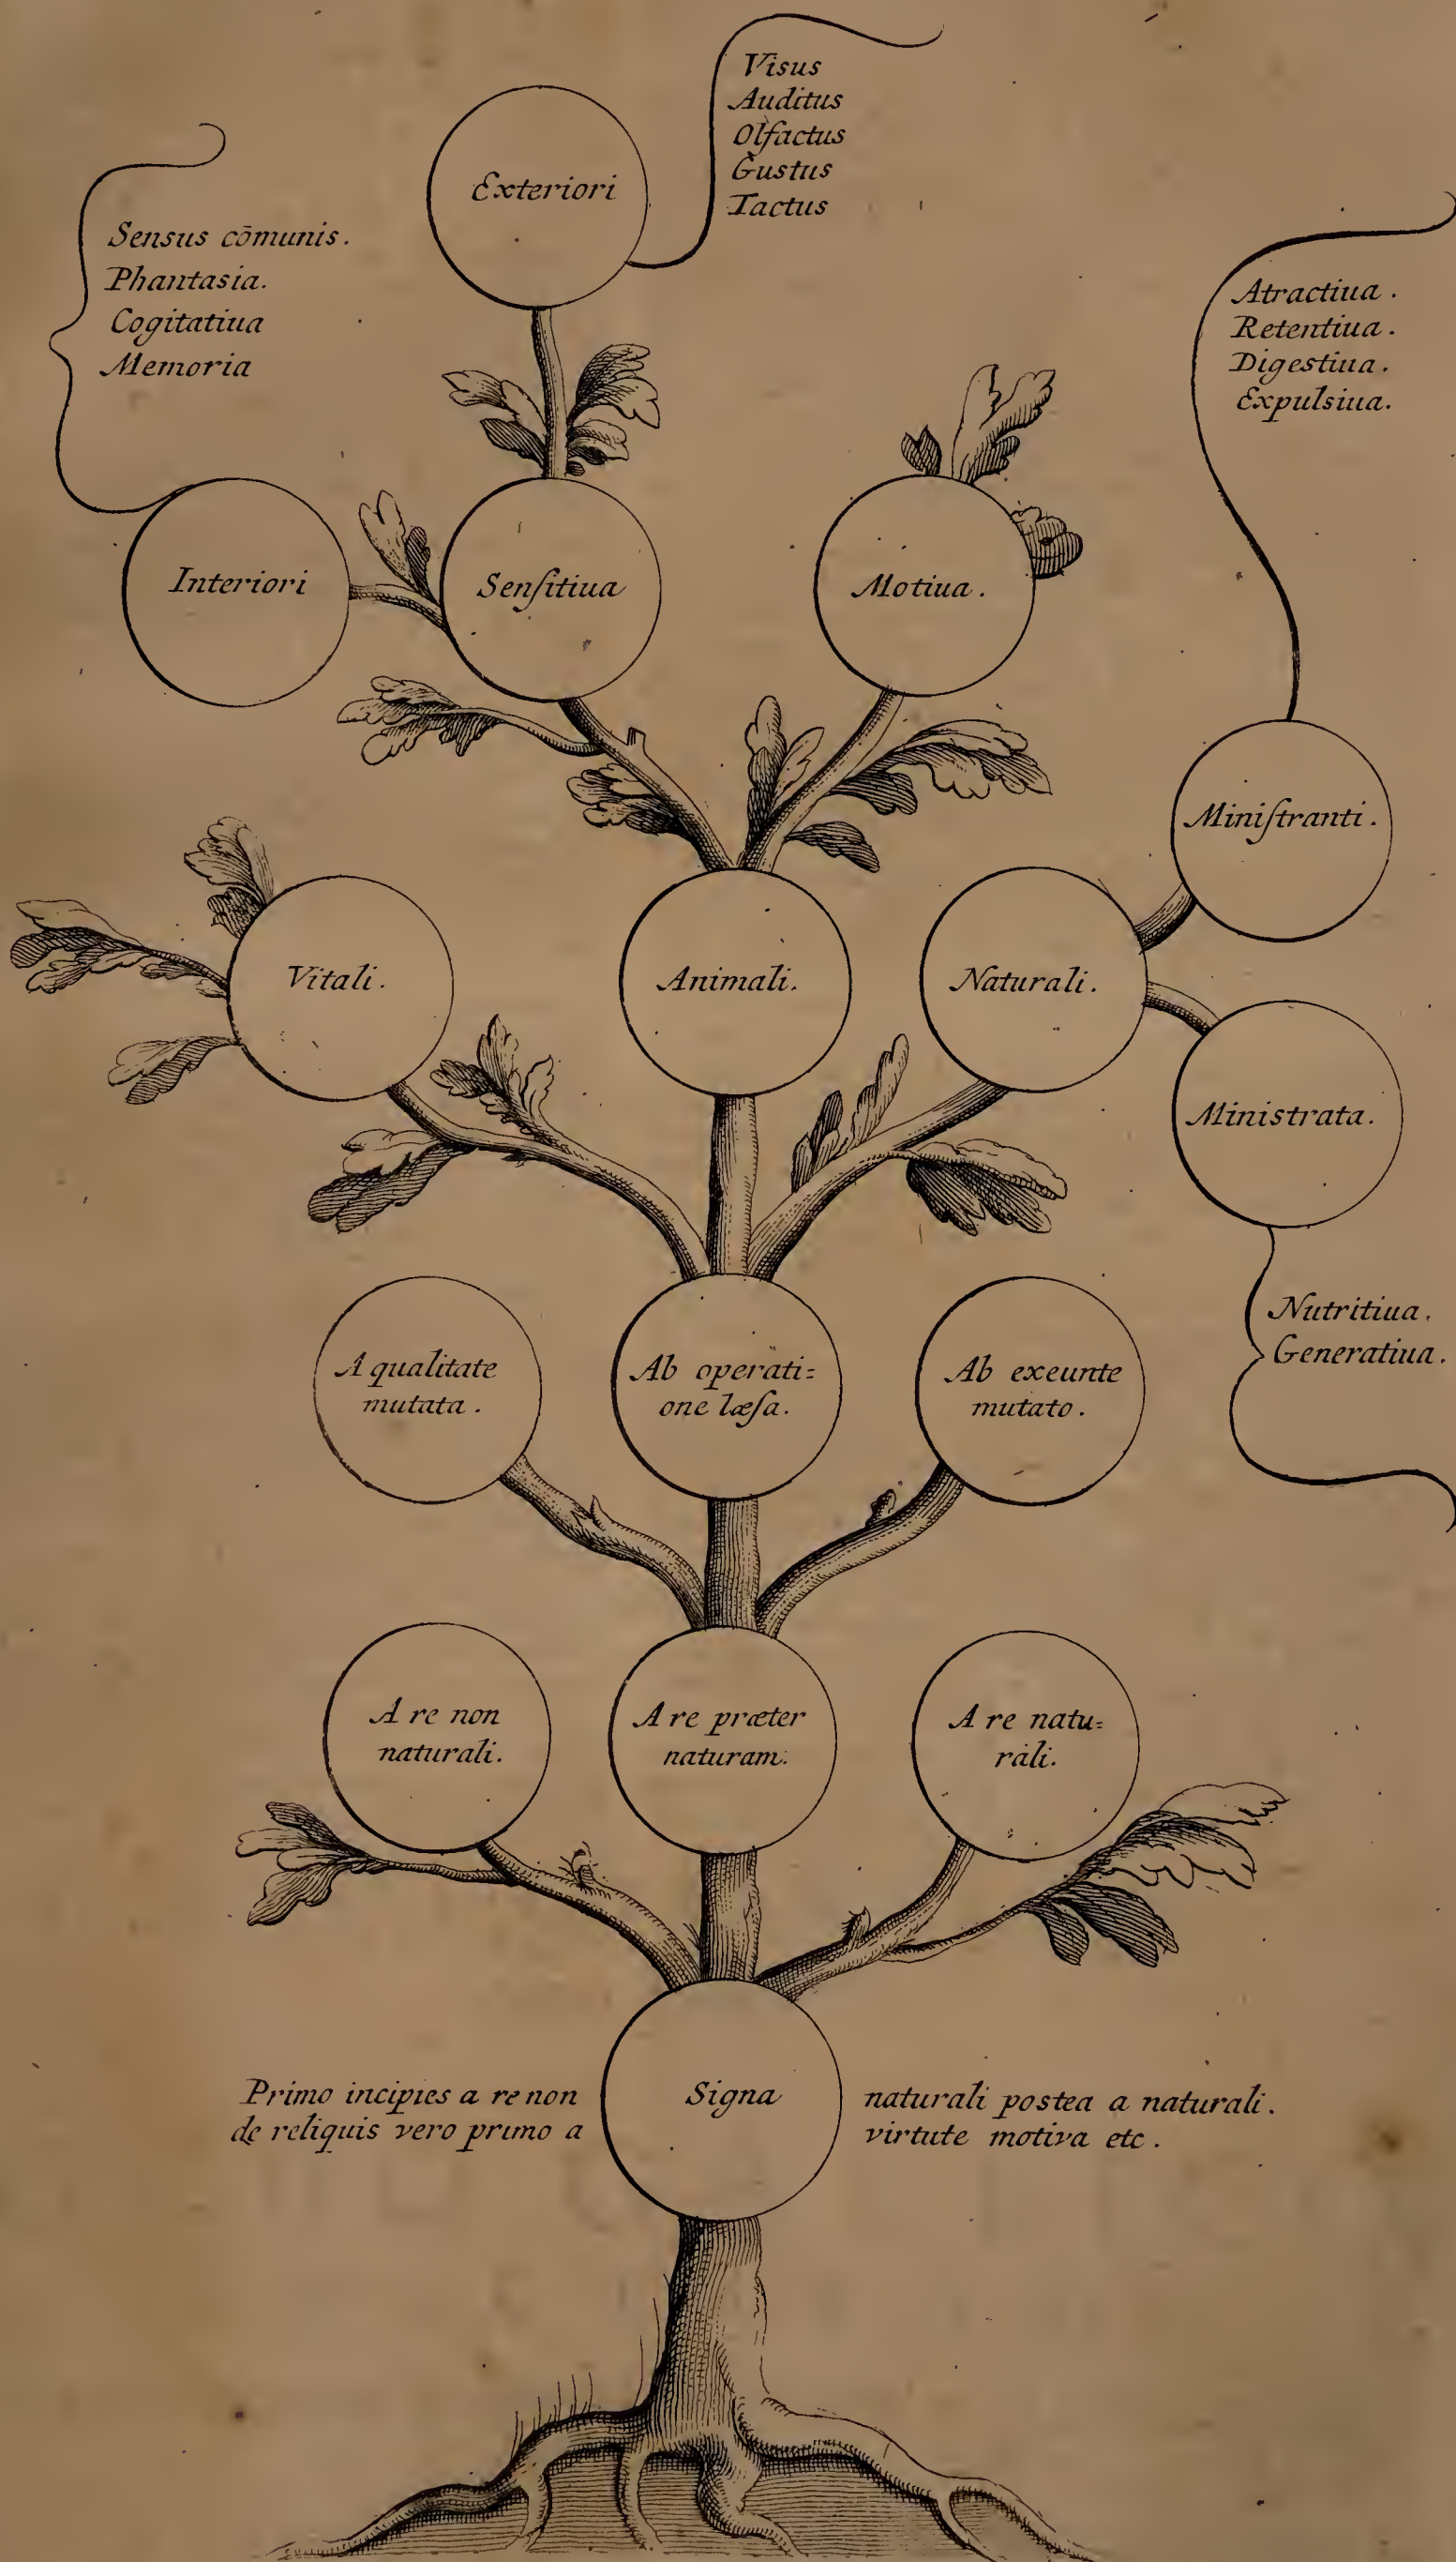 Visus
Auditus
Olfactus
Gustus
Tactus
Exteriori
Sensus cōmunis.
Phantasia.
Cogitatiua
Memoria
Atractiua.
Retentiua.
Digestiua.
Expulsiua.
Interiori
Senſitiua
Motiua.
Miniſtranti.
Vitali.
Animali.
Naturali.
Ministrata.
Nutritiua.
Generatiua.
A qualitate
mutata.
Ab operati=
one læſa.
Ab exeunte
mutato.
A re non
naturali.
A re præter
naturam.
A re natu=
rali.
Primo incipies a re non
de reliquis vero primo a
Signa
naturali postea a naturali.
virtute motiva etc.